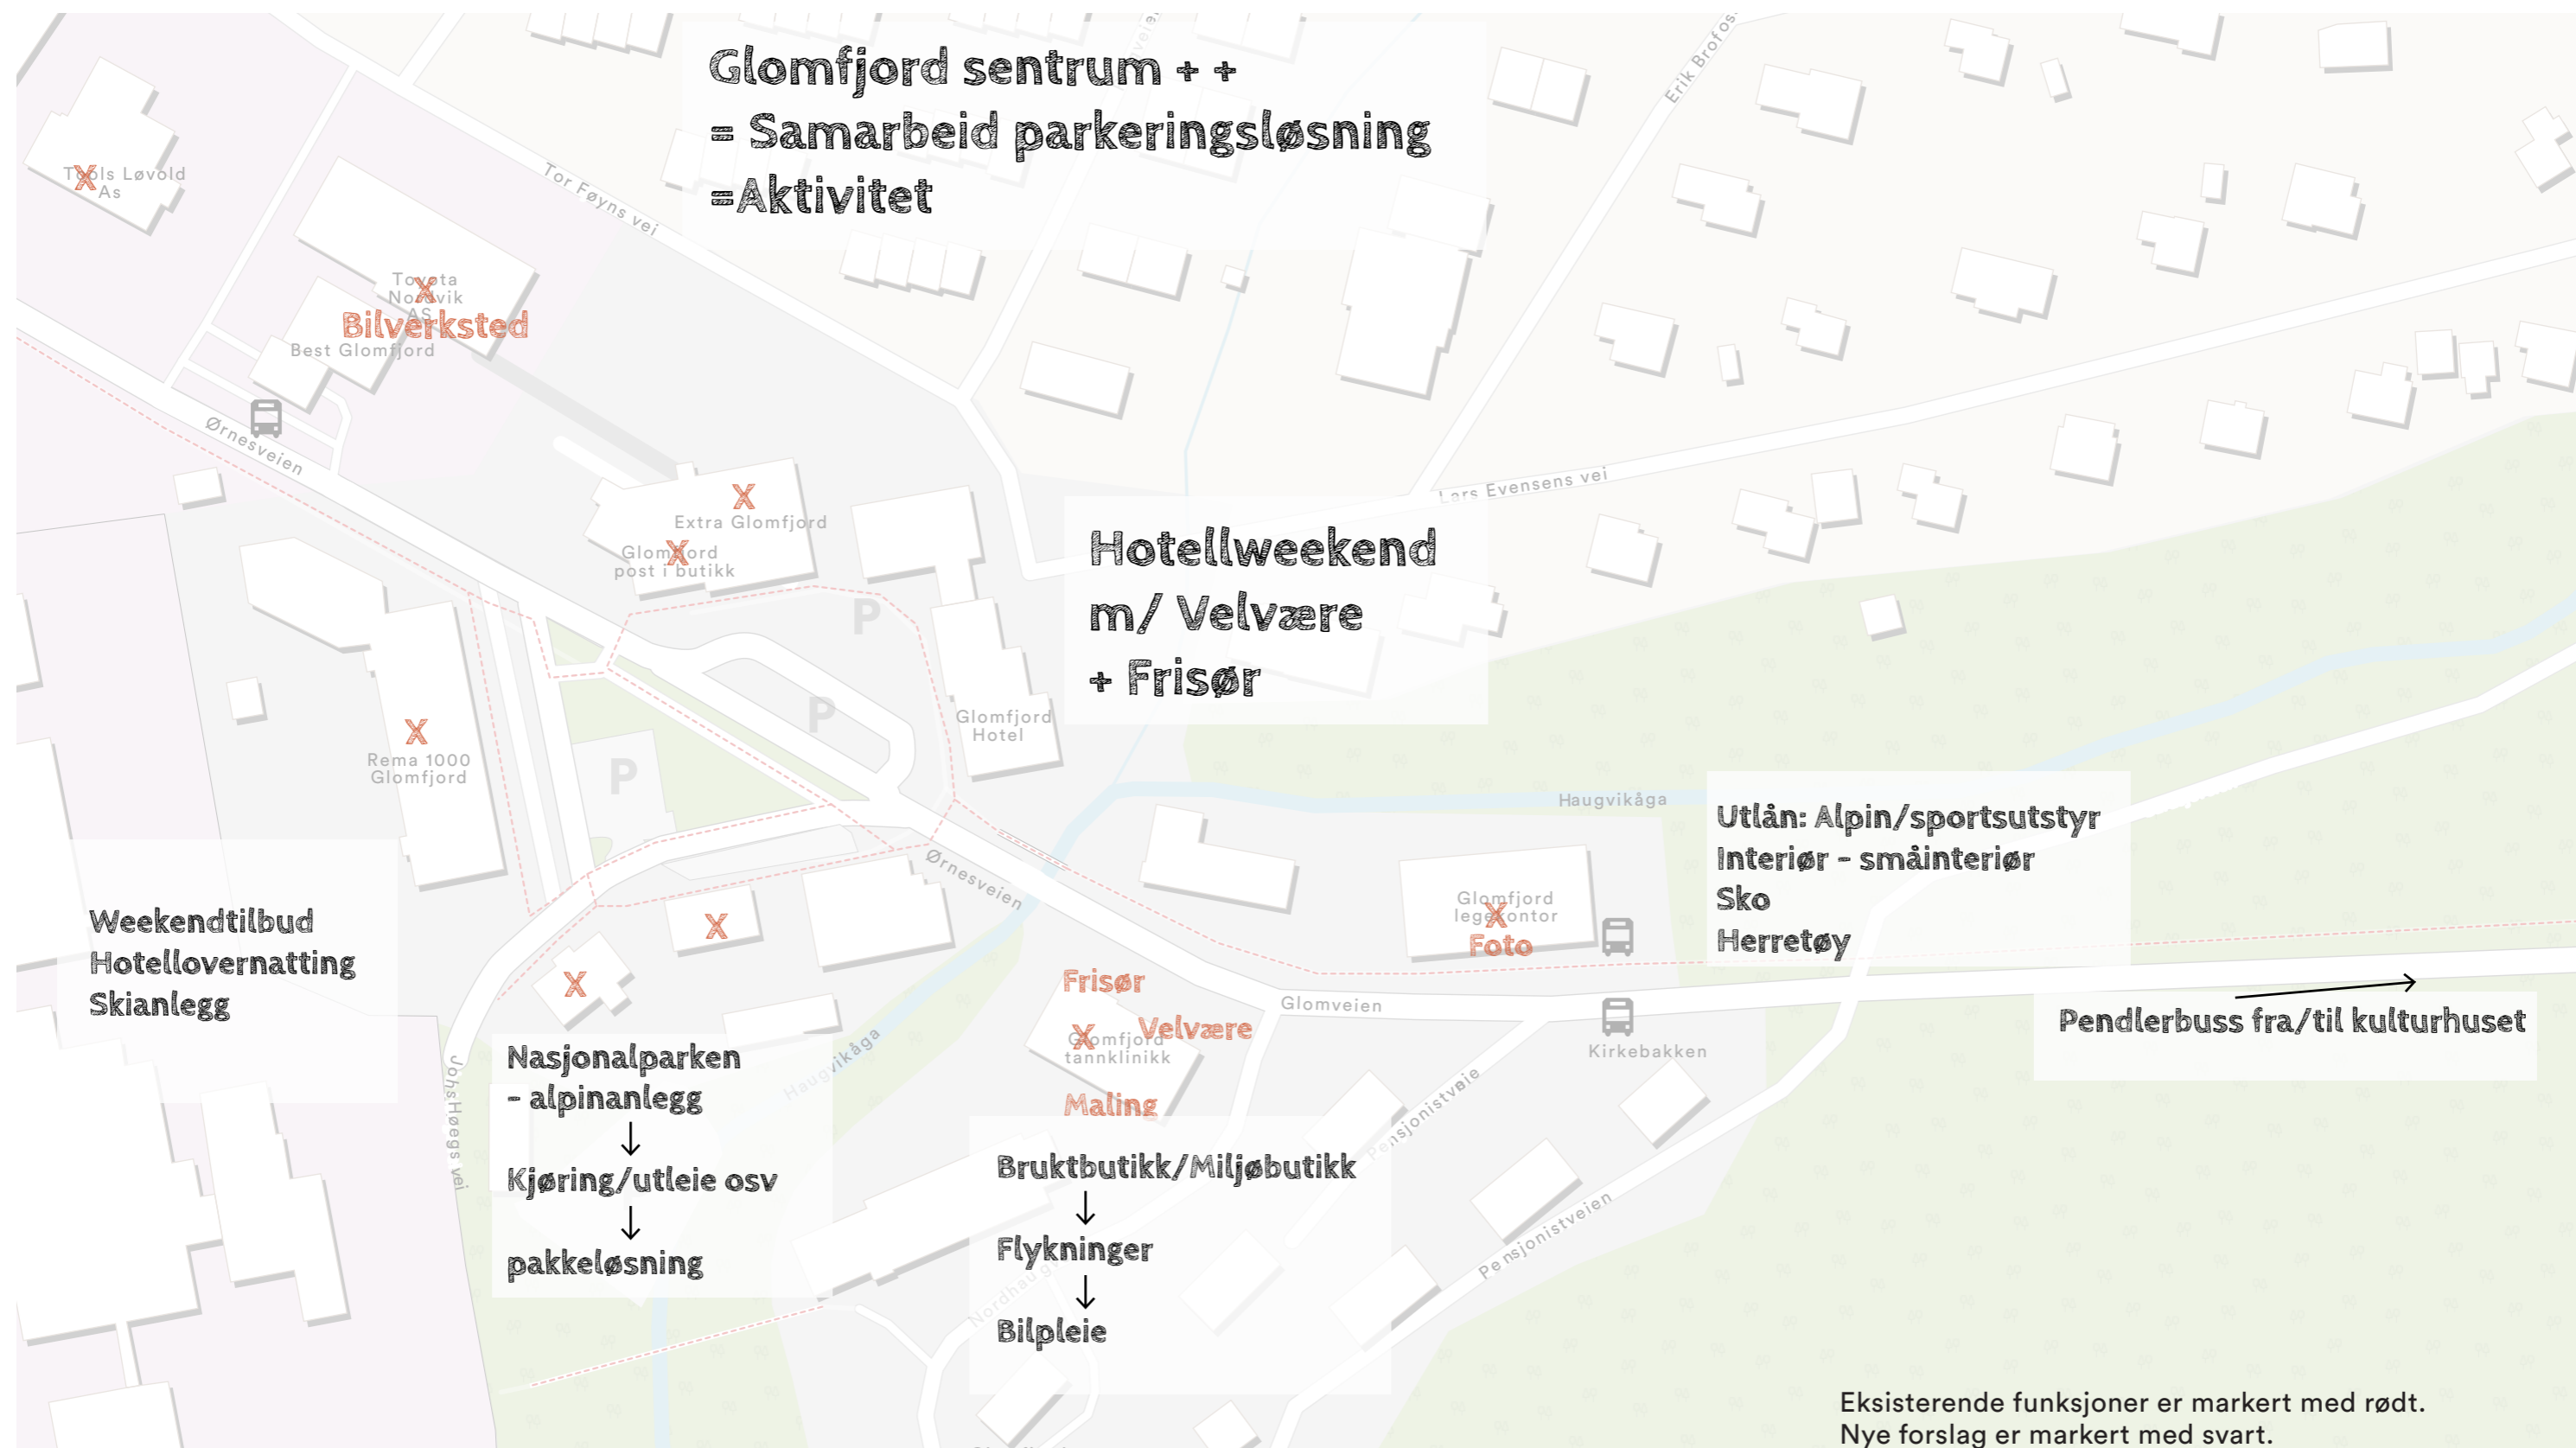 Glomfjord sentrum + +
= Samarbeid parkeringsløsning
=Aktivitet
Erik Brofos
Tools Løvold
As
X
Tor Føyns vei
Toyota
Nordvik
AS
X
Bilverksted
Best Glomfjord
Ørnesveien
X
Extra Glomfjord
Glomfjord
post i butikk
X
Lars Evensens vei
Hotellweekend
m/ Velvære
+ Frisør
P
P
P
Glomfjord
Hotel
X
Rema 1000
Glomfjord
Haugvikåga
Utlån: Alpin/sportsutstyr
Interiør - småinteriør
Sko
Herretøy
Ørnesveien
Glomfjord
legekontor
X
Foto
Weekendtilbud
Hotellovernatting
Skianlegg
X
X
Frisør
Velvære
X
Glomfjord
tannklinikk
Maling
Glomveien
Kirkebakken
Pendlerbuss fra/til kulturhuset
Haugvikåga
Johs Høeggs vei
Nasjonalparken
- alpinanlegg
Kjøring/utleie osv
pakkeløsning
Pensjonistveie
Bruktbutikk/Miljøbutikk
Flykninger
Bilpleie
Pensjonistveien
Eksisterende funksjoner er markert med rødt.
Nye forslag er markert med svart.